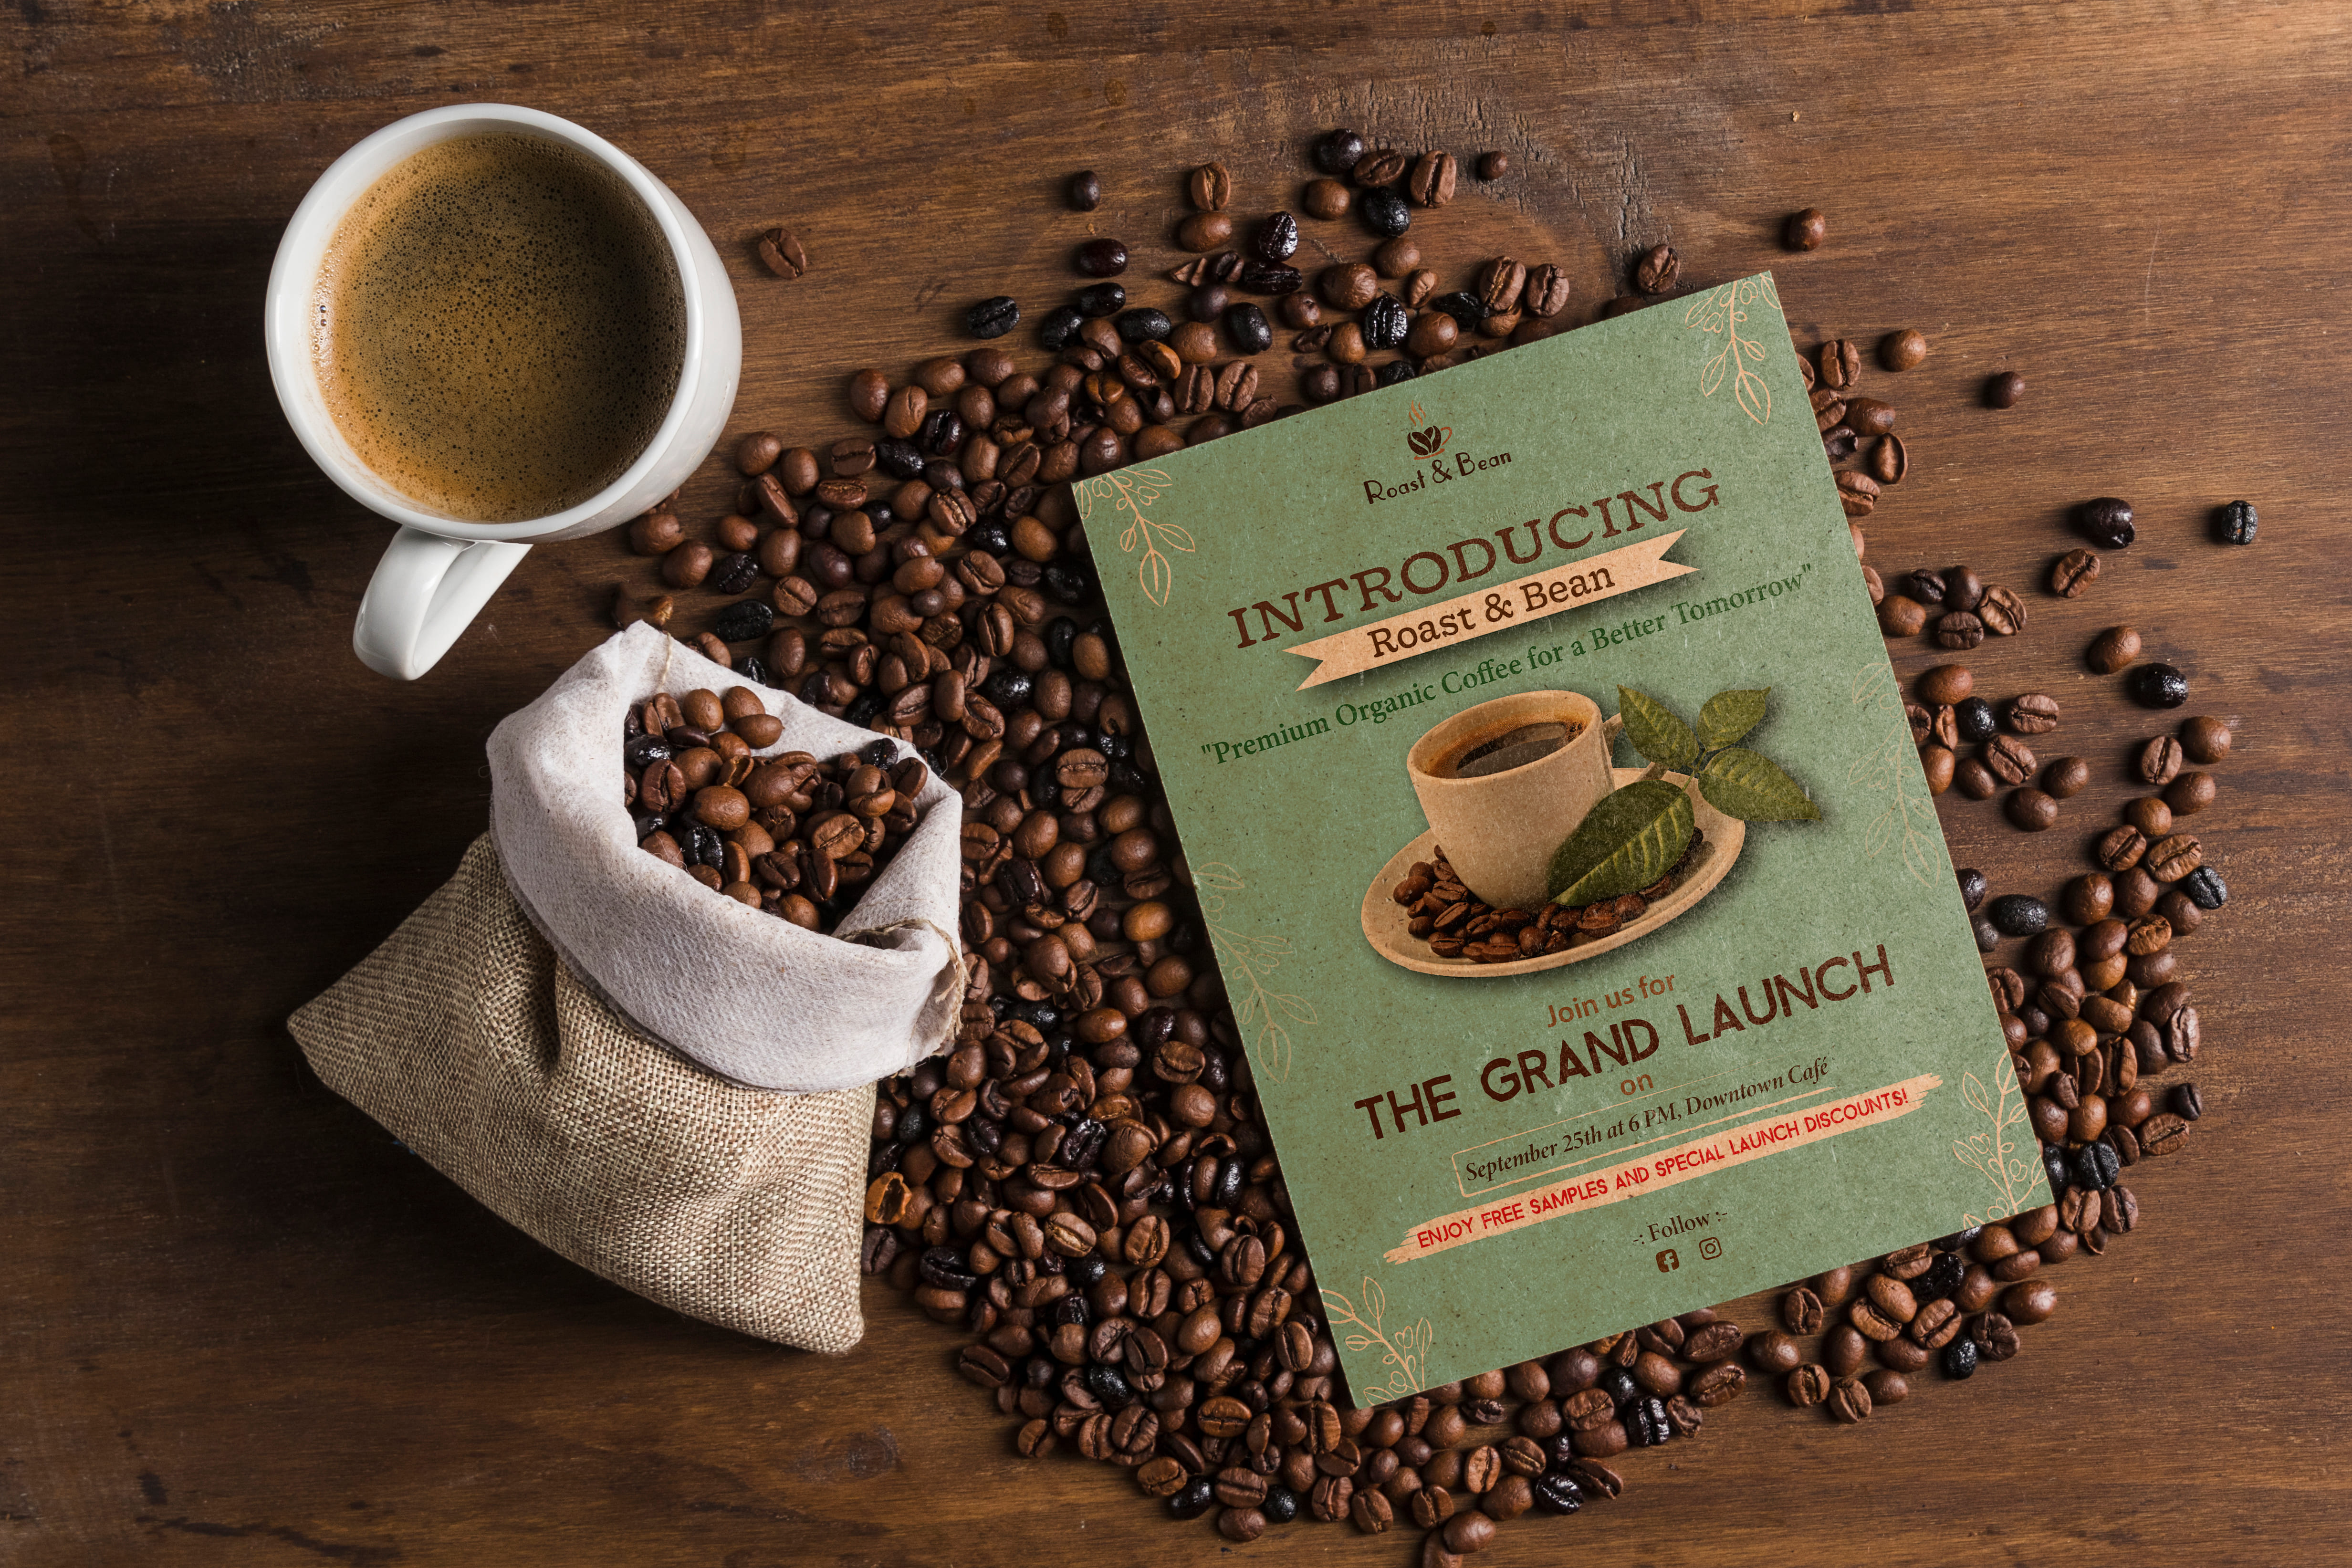 Roast & Bean
INTRODUCING
Roast & Bean
"Premium Organic Coffee for a Better Tomorrow"
Join us for
THE GRAND LAUNCH
on
September 25th at 6 PM, Downtown Café
ENJOY FREE SAMPLES AND SPECIAL LAUNCH DISCOUNTS!
-: Follow :-